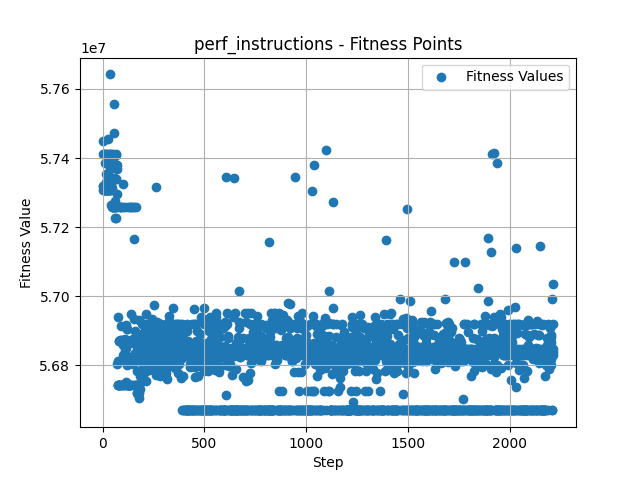 perf_instructions - Fitness Points
1e7
Fitness Values
5.76
5.74
5.72
5.70
5.68
Fitness Value
0
500
1000
1500
2000
Step